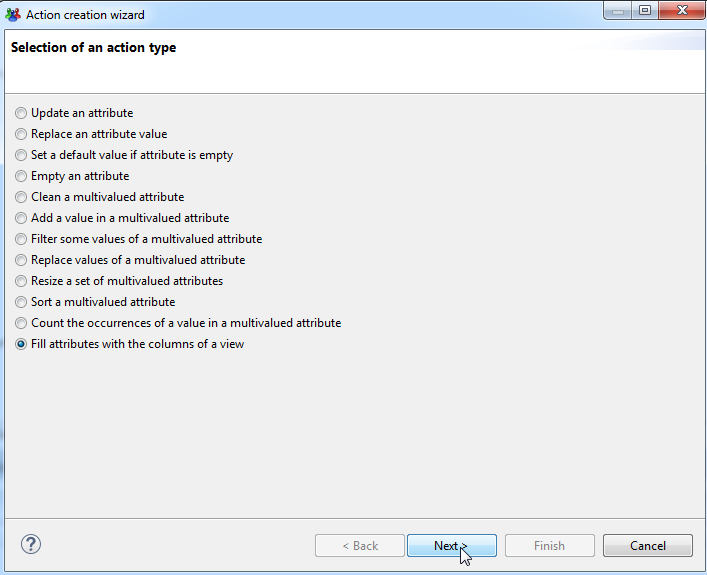 Action creation wizard
Selection of an action type
Update an attribute
Replace an attribute value
Set a default value if attribute is empty
Empty an attribute
Clean a multivalued attribute
Add a value in a multivalued attribute
Filter some values of a multivalued attribute
Replace values of a multivalued attribute
Resize a set of multivalued attributes
Sort a multivalued attribute
Count the occurrences of a value in a multivalued attribute
Fill attributes with the columns of a view
? < Back Next > Finish Cancel